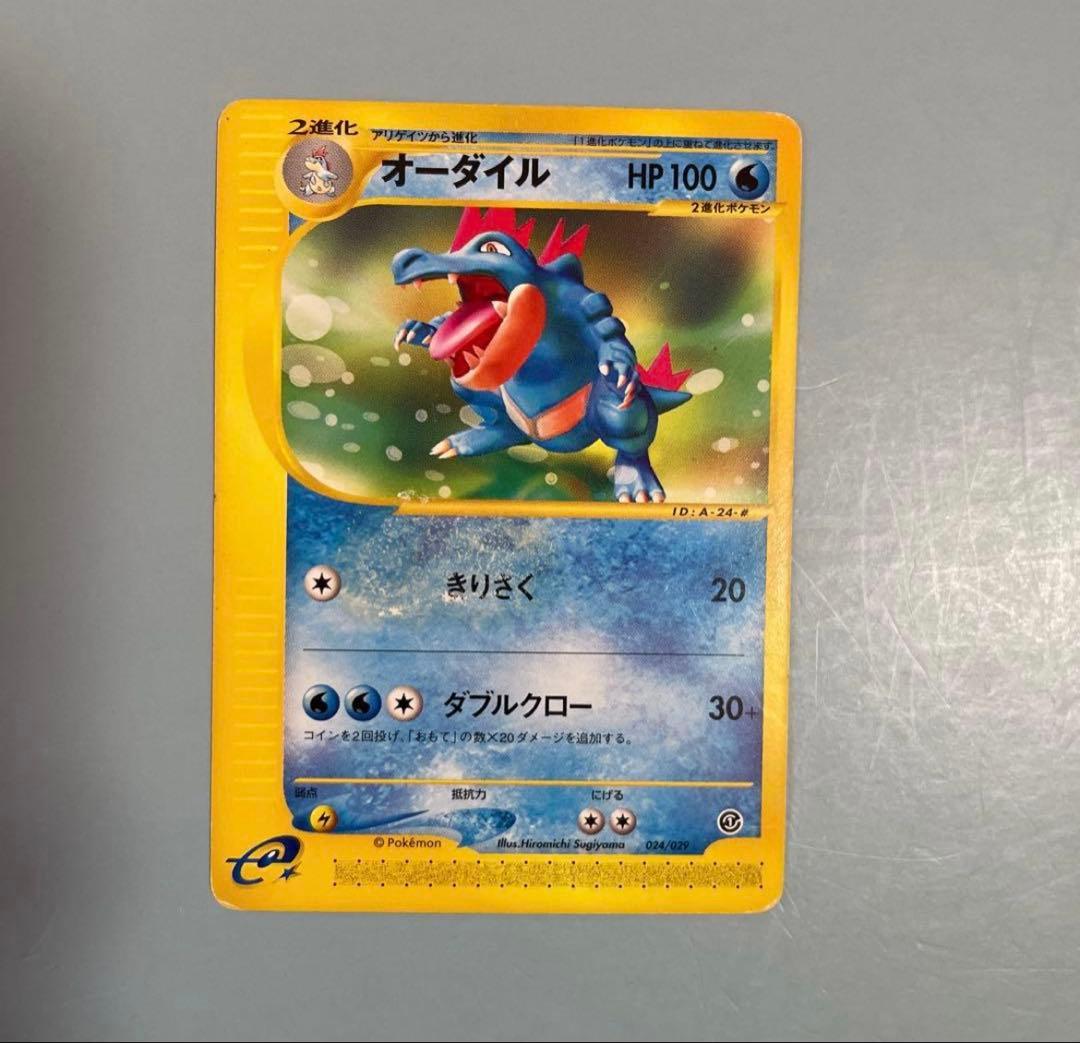 2進化
アリゲイツから進化
「1進化ポケモン」の上に重ねて進化させます。
オーダイル
HP 100
2進化ポケモン
ID：A-24-#
きりさく 20
ダブルクロー 30+
コインを2回投げ、「おもて」の数×20ダメージを追加する。
弱点 抵抗力 にげる
e
©Pokémon Illus.Hiromichi Sugiyama 024/029